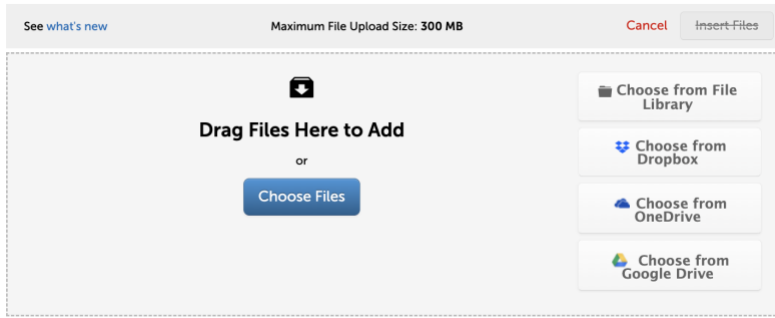 See what's new Maximum File Upload Size: 300 MB Cancel Insert Files
Drag Files Here to Add
or
Choose Files
Choose from File
Library
Choose from
Dropbox
Choose from
OneDrive
Choose from
Google Drive